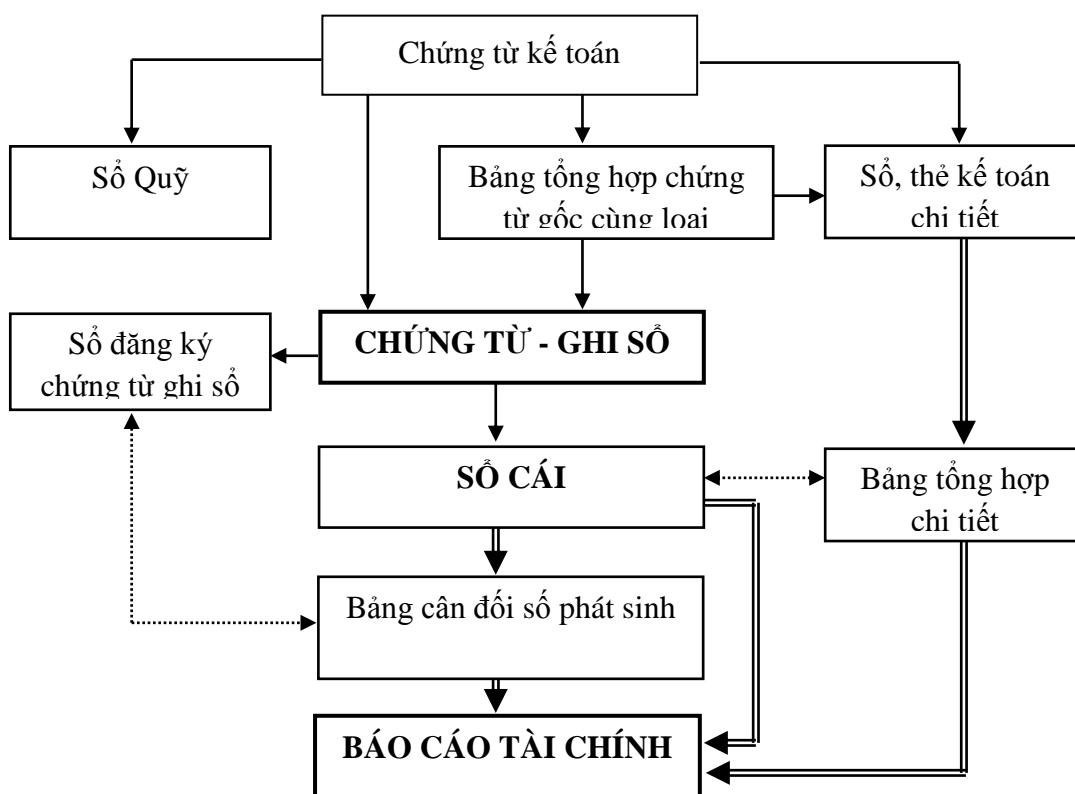 Chứng từ kế toán
Sổ Quỹ
Bảng tổng hợp chứng
từ gốc cùng loại
Sổ, thẻ kế toán
chi tiết
Sổ đăng ký
chứng từ ghi sổ
CHỨNG TỪ - GHI SỔ
SỔ CÁI
Bảng tổng hợp
chi tiết
Bảng cân đối số phát sinh
BÁO CÁO TÀI CHÍNH